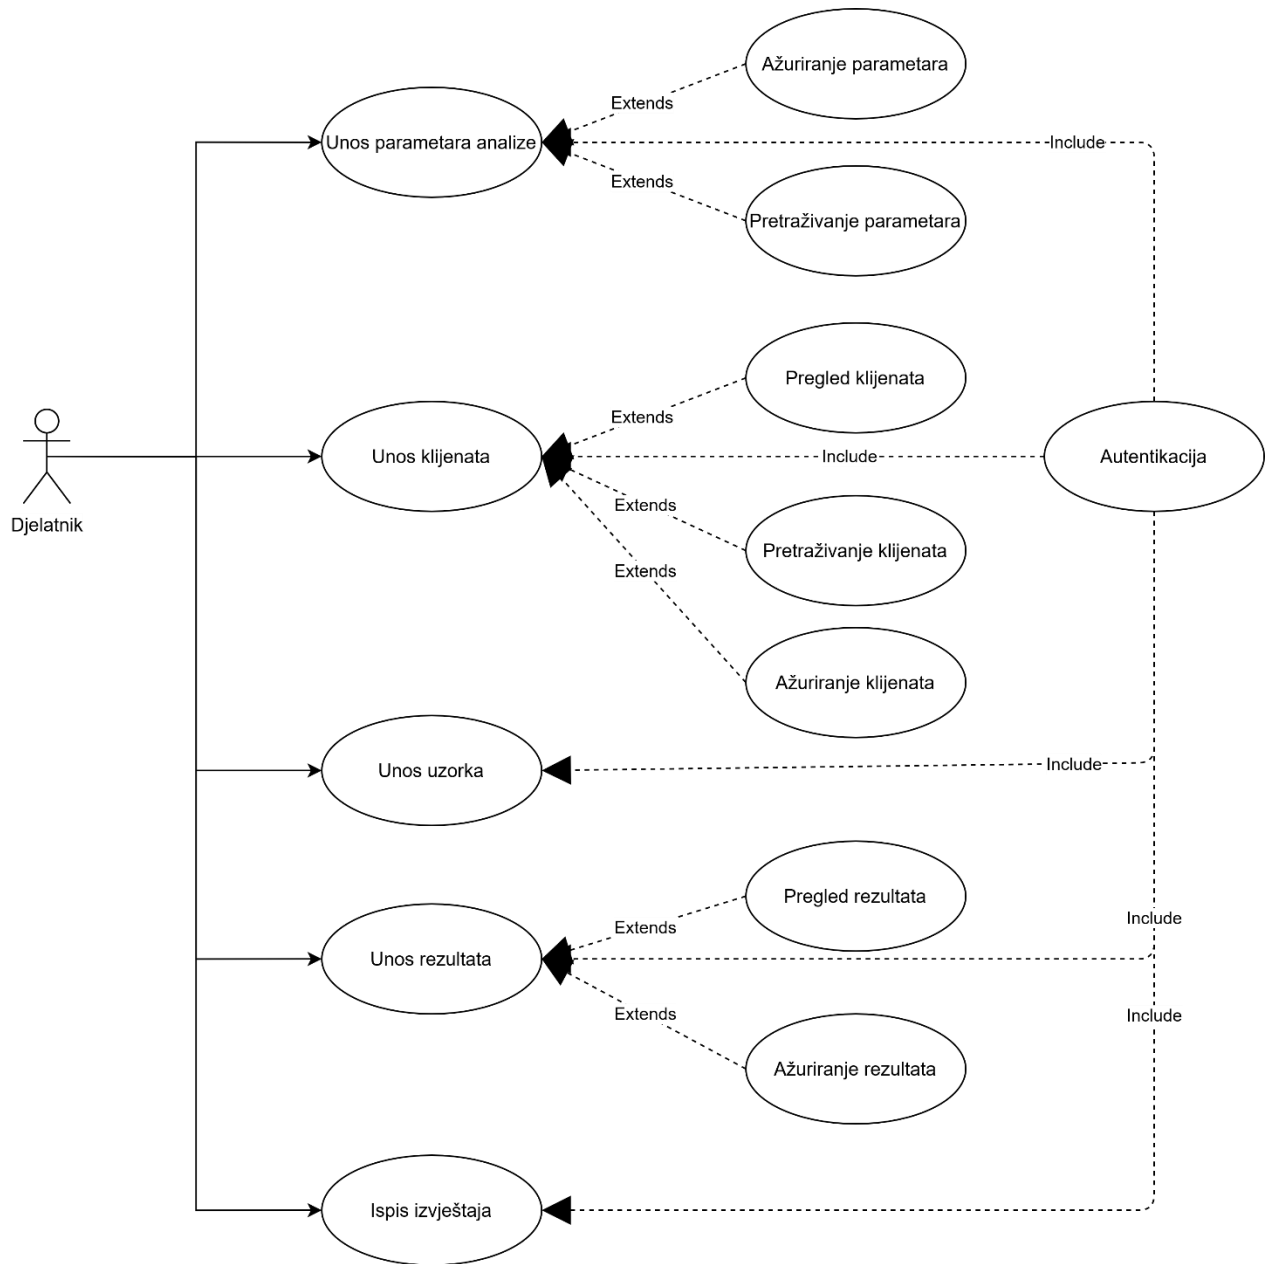 Ažuriranje parametara
Extends
Unos parametara analize
Include
Extends
Pretraživanje parametara
Pregled klijenata
Extends
Unos klijenata
Include
Autentikacija
Extends
Pretraživanje klijenata
Djelatnik
Extends
Ažuriranje klijenata
Unos uzorka
Include
Pregled rezultata
Extends
Include
Unos rezultata
Extends
Include
Ažuriranje rezultata
Ispis izvještaja